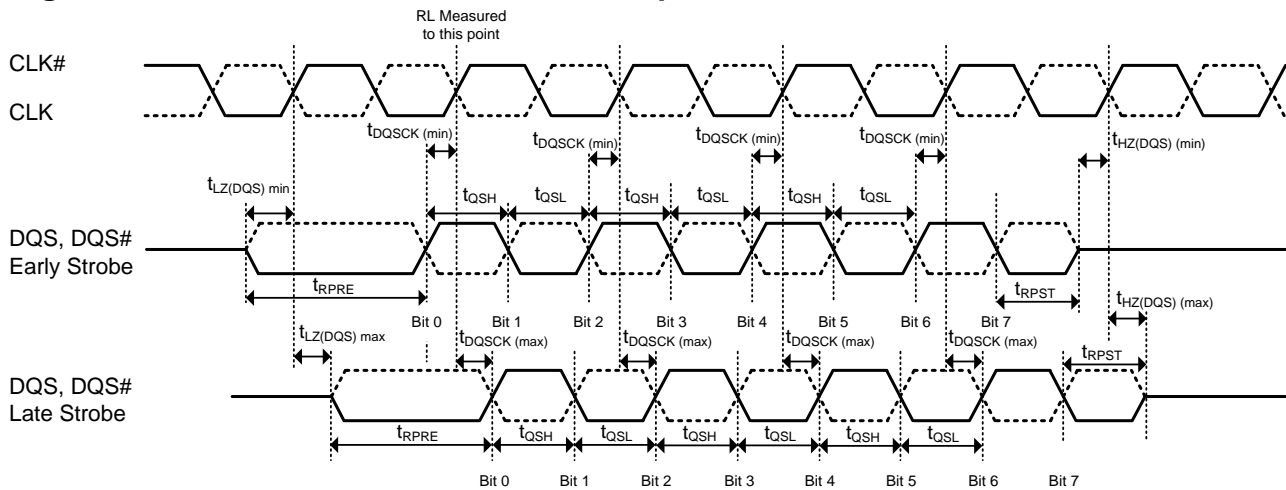 RL Measured
to this point
CLK#
CLK
tDQSCK (min) tDQSCK (min) tDQSCK (min) tDQSCK (min) tHZ(DQS) (min)
tLZ(DQS) min
tQSH tQSL tQSH tQSL tQSH tQSL
DQS, DQS#
Early Strobe
tRPRE tRPST
tHZ(DQS) (max)
Bit 0 Bit 1 Bit 2 Bit 3 Bit 4 Bit 5 Bit 6 Bit 7
tLZ(DQS) max tDQSCK (max) tDQSCK (max) tDQSCK (max) tDQSCK (max)
tRPST
DQS, DQS#
Late Strobe
tRPRE tQSH tQSL tQSH tQSL tQSH tQSL
Bit 0 Bit 1 Bit 2 Bit 3 Bit 4 Bit 5 Bit 6 Bit 7